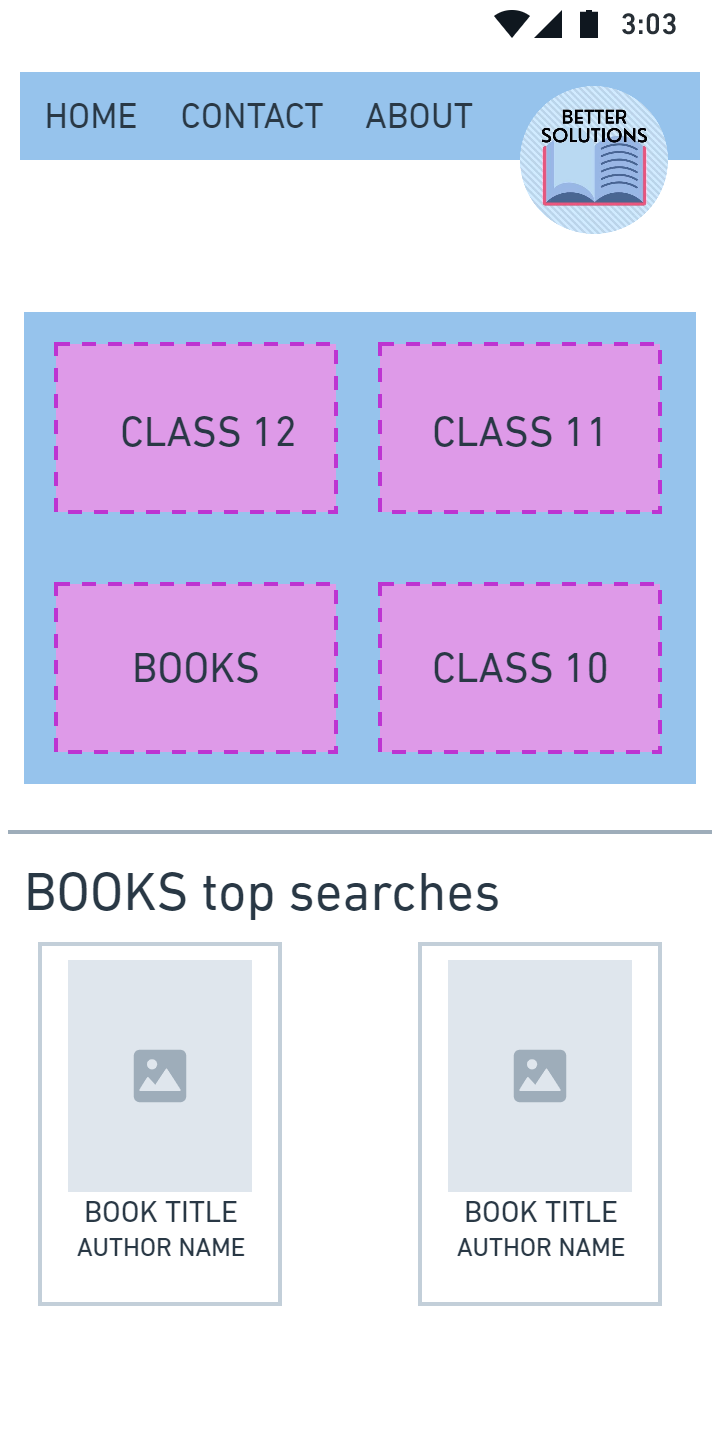 3:03
HOME CONTACT ABOUT
BETTER
SOLUTIONS
CLASS 12 CLASS 11
BOOKS CLASS 10
BOOKS top searches
BOOK TITLE BOOK TITLE
AUTHOR NAME AUTHOR NAME